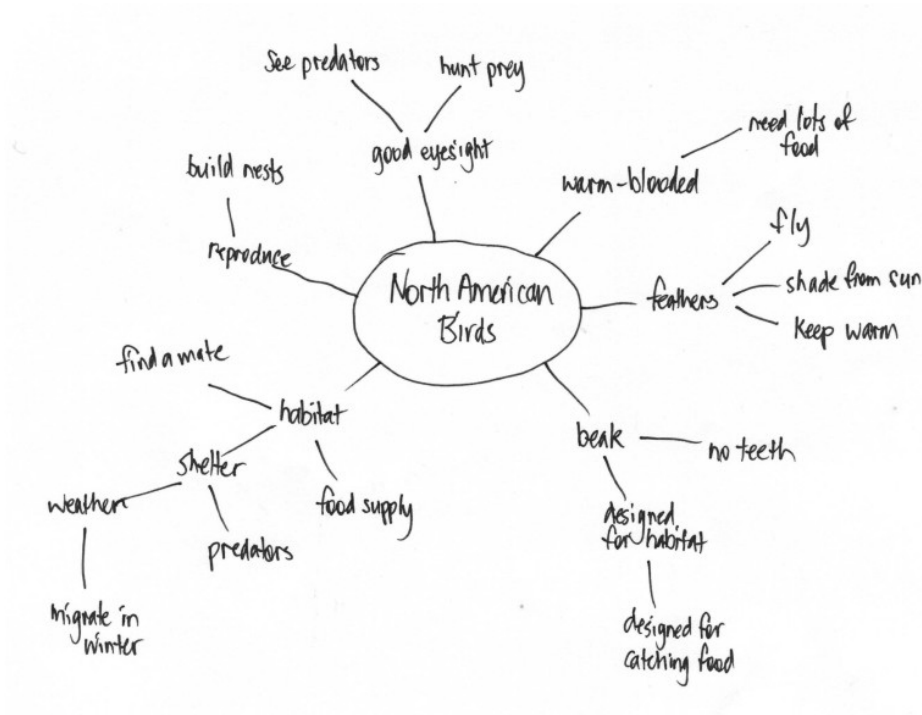 See predators
hunt prey
good eyesight
need lots of
food
warm-blooded
build nests
reproduce
fly
feathers
shade from sun
Keep warm
North American
Birds
find a mate
habitat
shelter
food supply
weather
predators
migrate in
winter
beak
no teeth
designed
for habitat
designed for
catching food